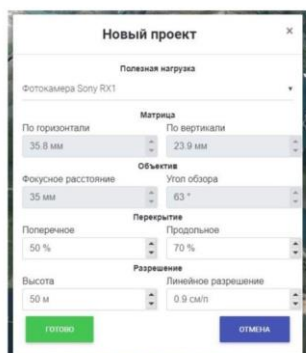 Новый проект ×
Полезная нагрузка
Фотокамера Sony RX1
Матрица
По горизонтали По вертикали
35.8 мм 23.9 мм
Объектив
Фокусное расстояние Угол обзора
35 мм 63 °
Перекрытие
Поперечное Продольное
50 % 70 %
Разрешение
Высота Линейное разрешение
50 м 0.9 см/п
ГОТОВО ОТМЕНА